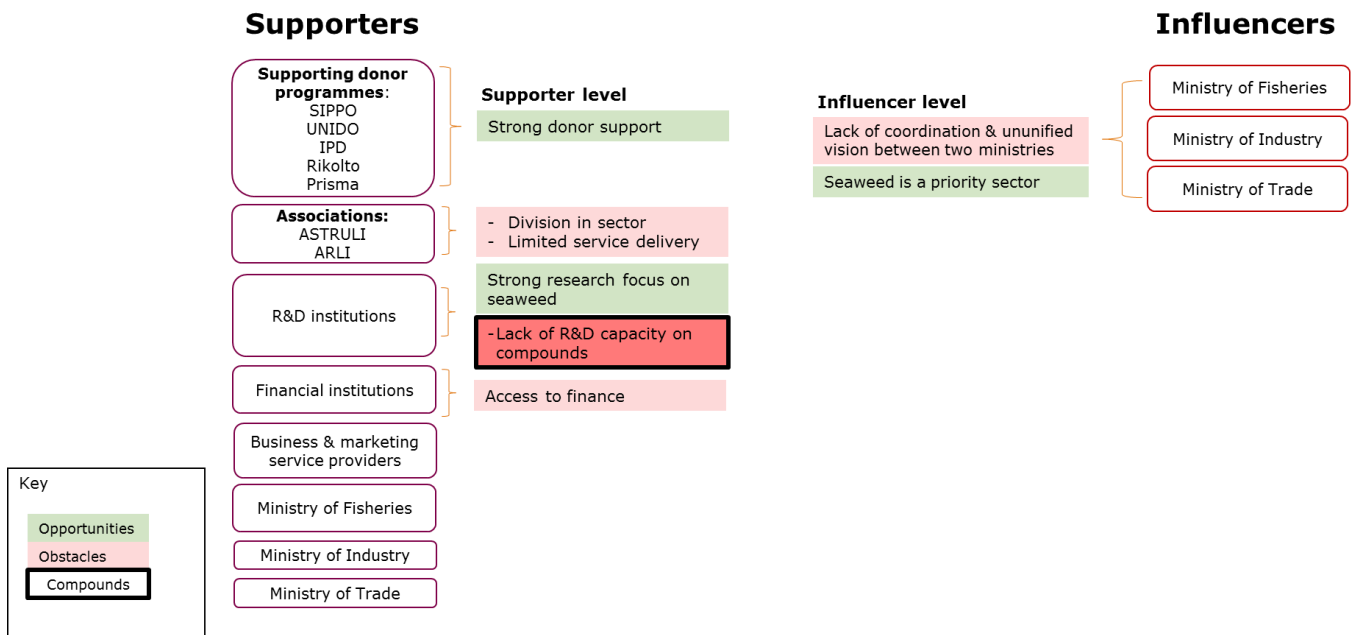 Supporters
Supporting donor
programmes:
SIPPO
UNIDO
IPD
Rikolto
Prisma
Associations:
ASTRULI
ARLI
R&D institutions
Financial institutions
Business & marketing
service providers
Ministry of Fisheries
Ministry of Industry
Ministry of Trade
Supporter level
Strong donor support
- Division in sector
- Limited service delivery
Strong research focus on
seaweed
-Lack of R&D capacity on
compounds
Access to finance
Influencers
Influencer level
Lack of coordination & ununified
vision between two ministries
Seaweed is a priority sector
Ministry of Fisheries
Ministry of Industry
Ministry of Trade
Key
Opportunities
Obstacles
Compounds